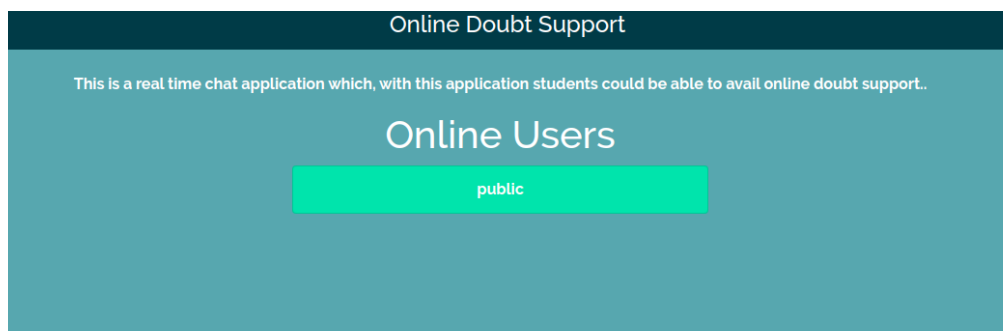 Online Doubt Support
This is a real time chat application which, with this application students could be able to avail online doubt support..
Online Users
public